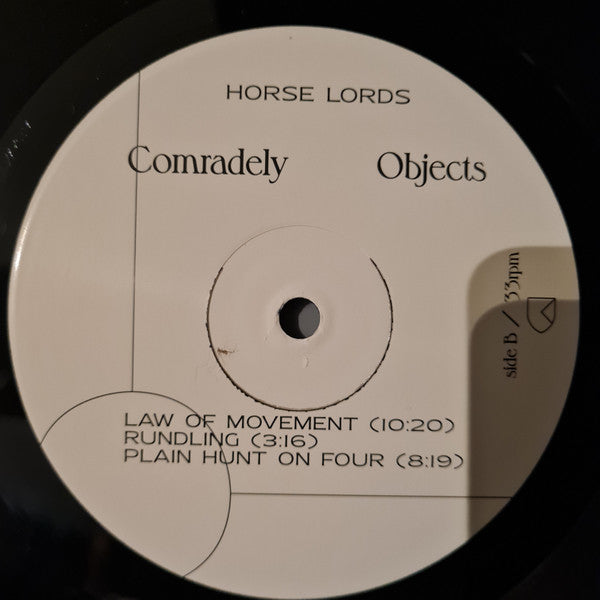 HORSE LORDS
Comradely Objects
side B / 33rpm
LAW OF MOVEMENT (10:20)
RUNDLING (3:16)
PLAIN HUNT ON FOUR (8:19)